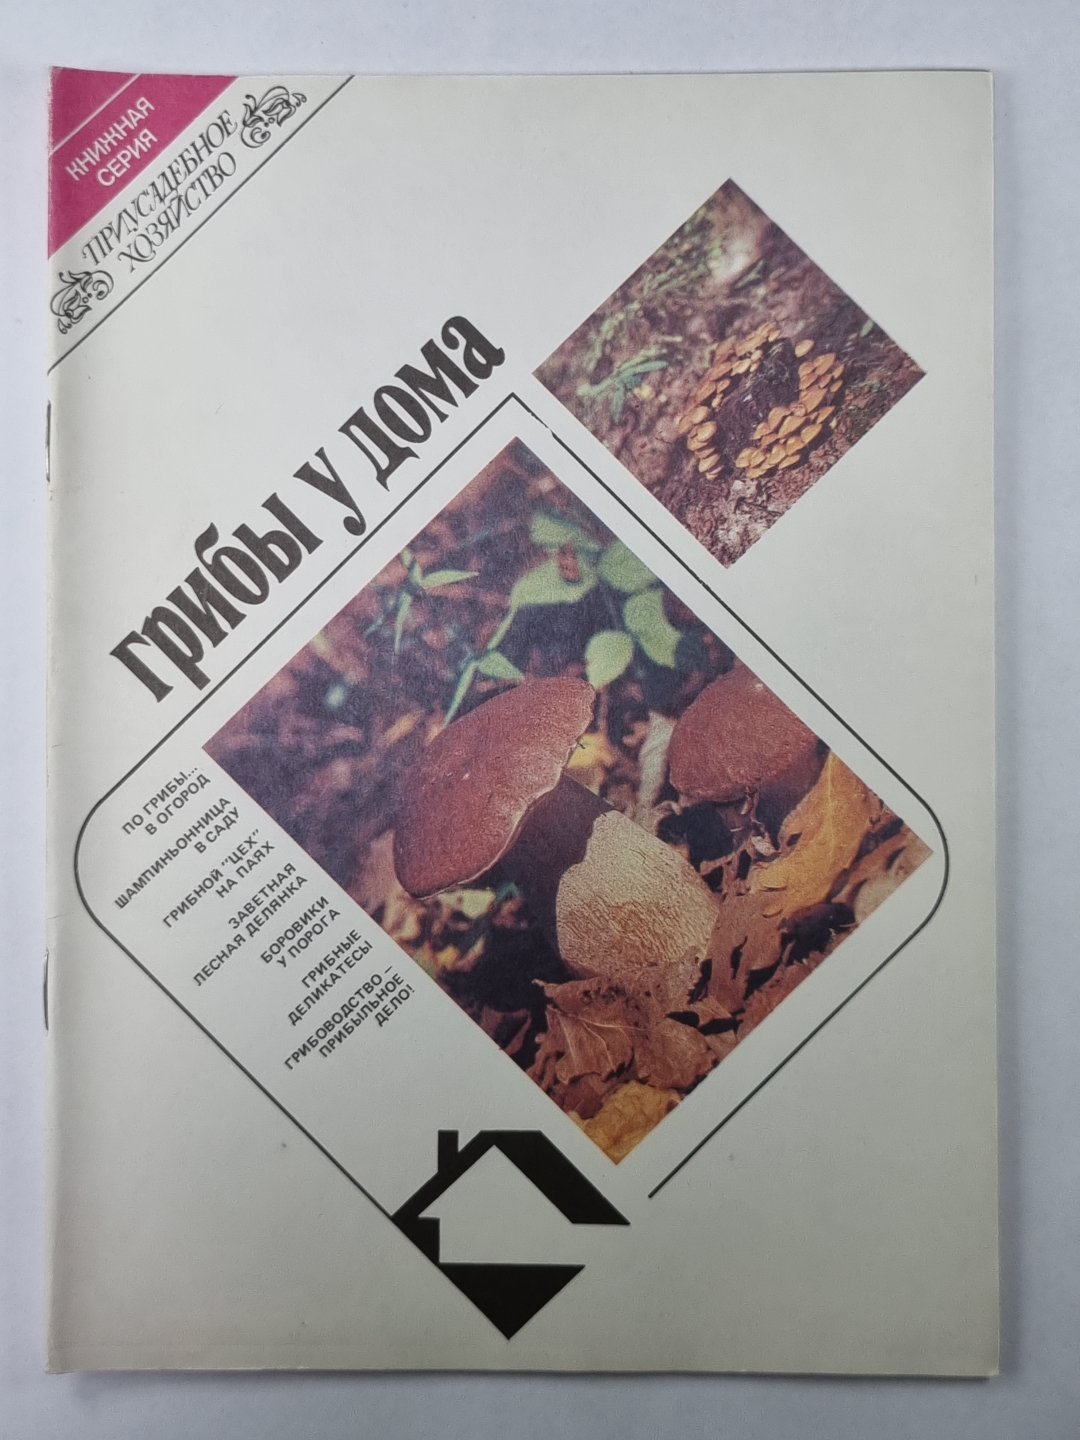 КНИЖНАЯ
СЕРИЯ
ПРИУСАДЕБНОЕ
ХОЗЯЙСТВО
грибы у дома
ПО ГРИБЫ...
В ОГОРОД
ШАМПИНЬОННИЦА
В САДУ
ГРИБНОЙ "ЦЕХ"
НА ПАЯХ
ЗАВЕТНАЯ
ЛЕСНАЯ ДЕЛЯНКА
БОРОВИКИ
У ПОРОГА
ГРИБНЫЕ
ДЕЛИКАТЕСЫ
ГРИБОВОДСТВО –
ПРИБЫЛЬНОЕ
ДЕЛО!